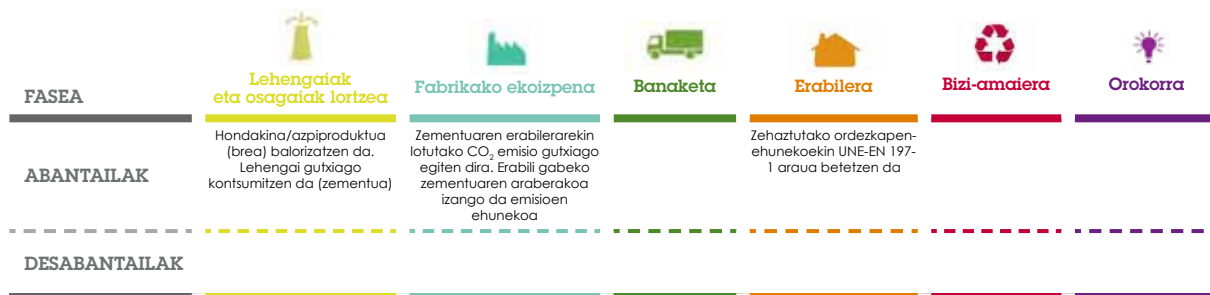 FASEA
Lehengaiak
eta osagaiak lortzea
Fabrikako ekoizpena
Banaketa
Erabilera
Bizi-amaiera
Orokorra
ABANTAILAK
Hondakina/azpiproduktua
(brea) balorizatzen da.
Lehengai gutxiago
kontsumitzen da (zementua)
Zementuaren erabilerarekin
lotutako CO₂ emisio gutxiago
egiten dira. Erabili gabeko
zementuaren araberakoa
izango da emisioen
ehunekoa
Zehaztutako ordezkapen-
ehunekoekin UNE-EN 197-
1 araua betetzen da
DESABANTAILAK